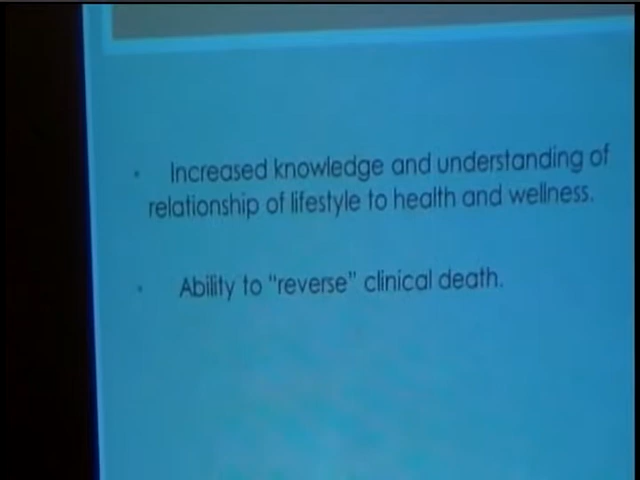 · Increased knowledge and understanding of
relationship of lifestyle to health and wellness.
· Ability to "reverse" clinical death.